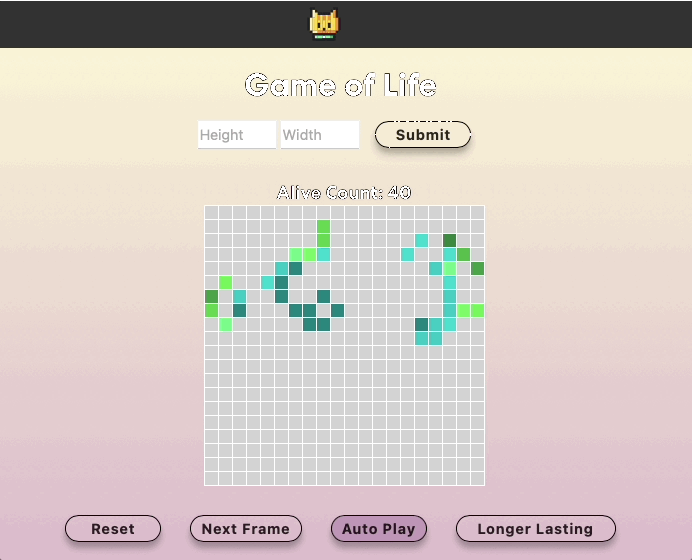 Game of Life
Height Width Submit
Alive Count: 40
Reset Next Frame Auto Play Longer Lasting